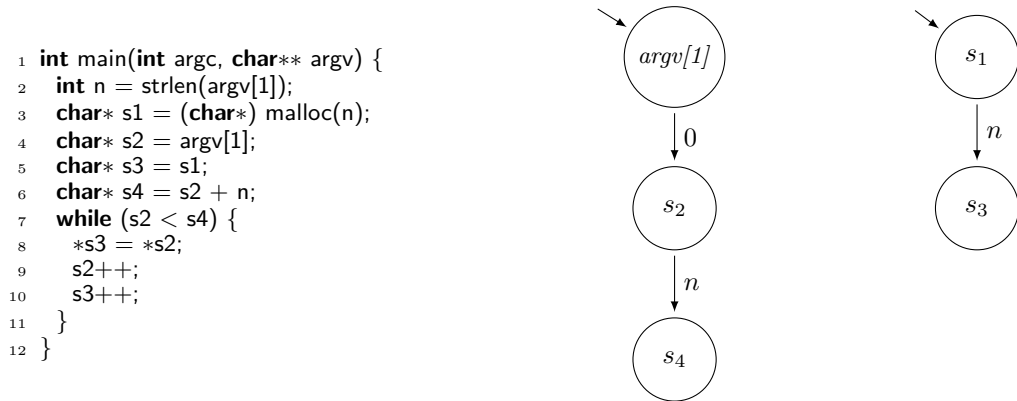 1 int main(int argc, char** argv) {
2 int n = strlen(argv[1]);
3 char* s1 = (char*) malloc(n);
4 char* s2 = argv[1];
5 char* s3 = s1;
6 char* s4 = s2 + n;
7 while (s2 < s4) {
8 *s3 = *s2;
9 s2++;
10 s3++;
11 }
12 }
argv[1]
0
s₂
n
s₄
s₁
n
s₃